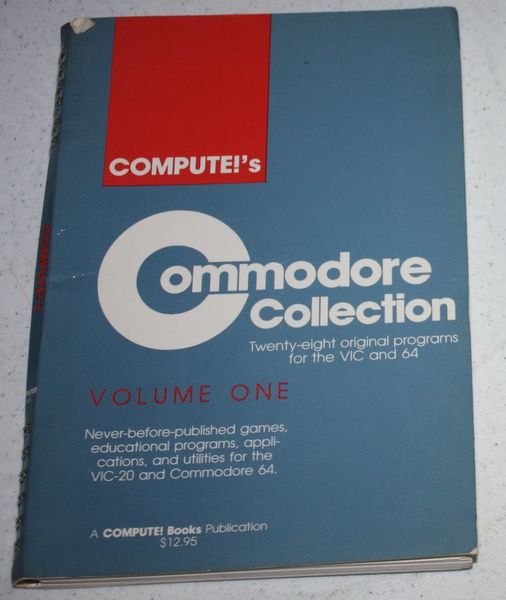 COMPUTE!'s
Commodore
Collection
Twenty-eight original programs
for the VIC and 64
VOLUME ONE
Never-before-published games,
educational programs, appli-
cations, and utilities for the
VIC-20 and Commodore 64.
A COMPUTE! Books Publication
$12.95